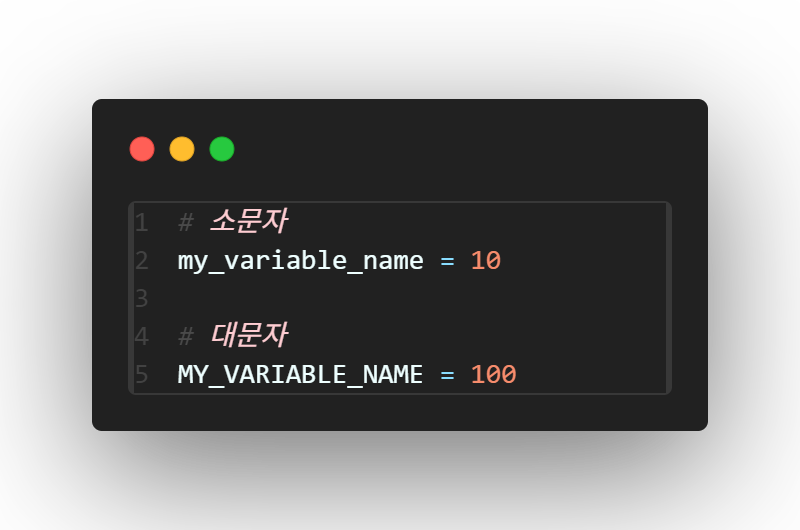 1 # 소문자
2 my_variable_name = 10
3
4 # 대문자
5 MY_VARIABLE_NAME = 100